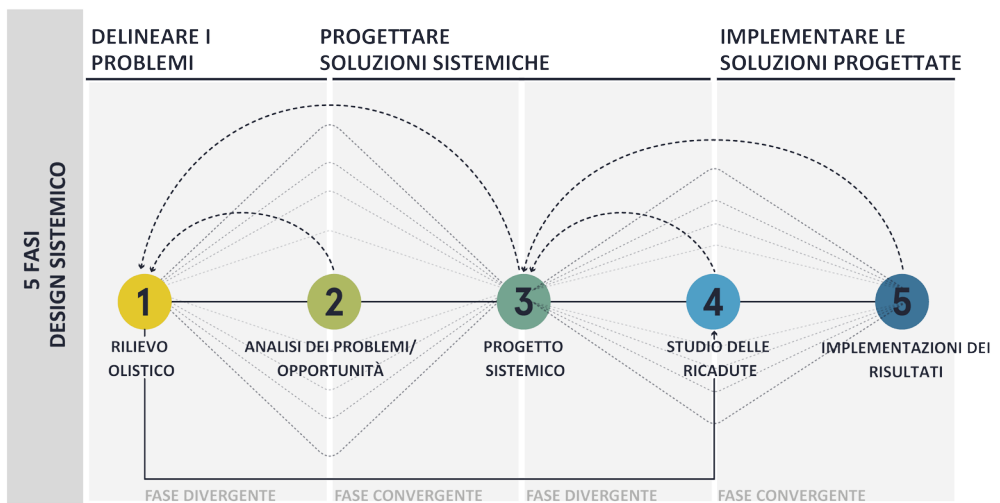 5 FASI
DESIGN SISTEMICO
DELINEARE I
PROBLEMI
PROGETTARE
SOLUZIONI SISTEMICHE
IMPLEMENTARE LE
SOLUZIONI PROGETTATE
1
2
3
4
5
RILIEVO
OLISTICO
ANALISI DEI PROBLEMI/
OPPORTUNITÀ
PROGETTO
SISTEMICO
STUDIO DELLE
RICADUTE
IMPLEMENTAZIONI DEI
RISULTATI
FASE DIVERGENTE
FASE CONVERGENTE
FASE DIVERGENTE
FASE CONVERGENTE